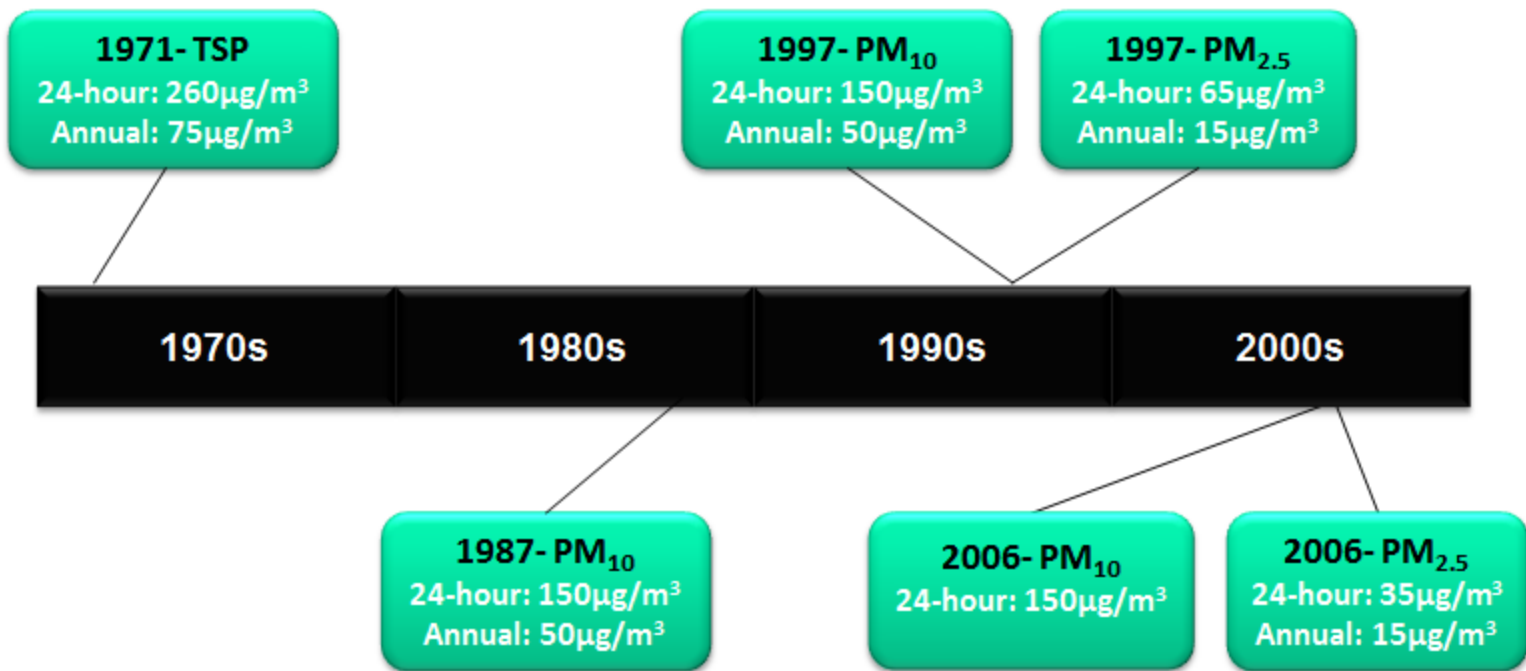 1971- TSP
24-hour: 260µg/m³
Annual: 75µg/m³
1997- PM₁₀
24-hour: 150µg/m³
Annual: 50µg/m³
1997- PM₂.₅
24-hour: 65µg/m³
Annual: 15µg/m³
1970s
1980s
1990s
2000s
1987- PM₁₀
24-hour: 150µg/m³
Annual: 50µg/m³
2006- PM₁₀
24-hour: 150µg/m³
2006- PM₂.₅
24-hour: 35µg/m³
Annual: 15µg/m³